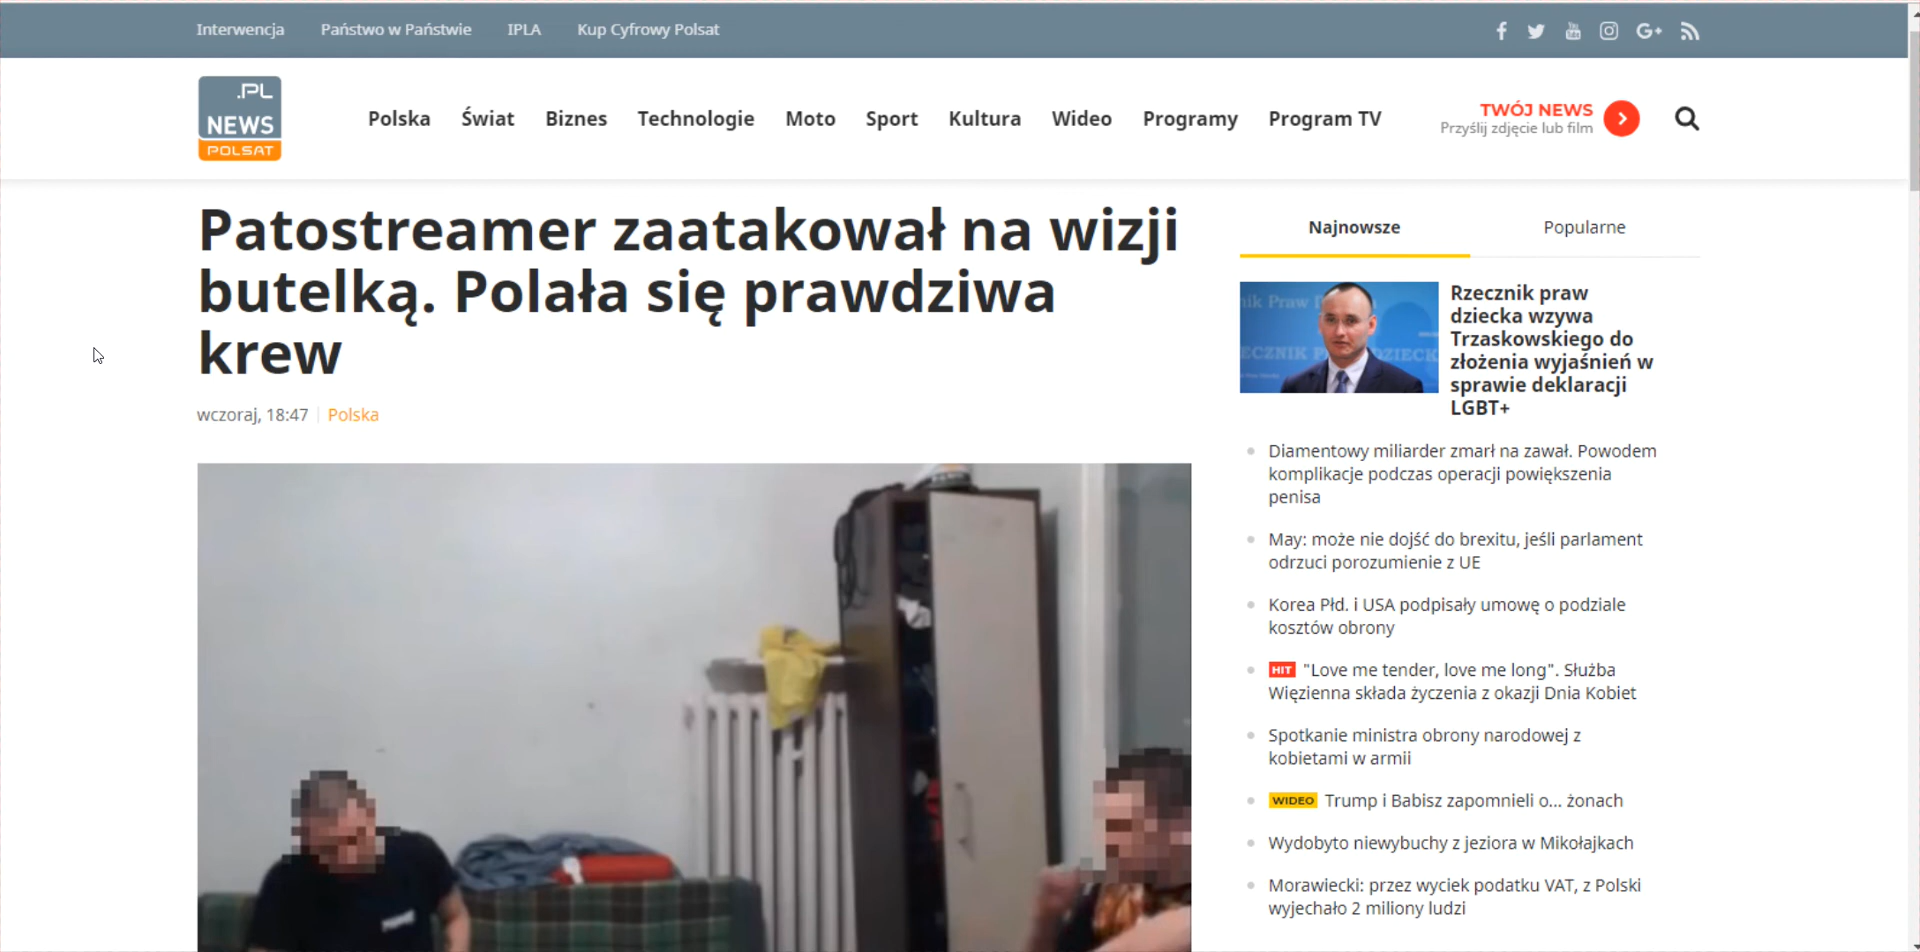 Interwencja Państwo w Państwie IPLA Kup Cyfrowy Polsat
.PL
NEWS
POLSAT
Polska Świat Biznes Technologie Moto Sport Kultura Wideo Programy Program TV
TWÓJ NEWS
Przyślij zdjęcie lub film
Patostreamer zaatakował na wizji
butelką. Polała się prawdziwa
krew
wczoraj, 18:47 Polska
Najnowsze Popularne
Rzecznik praw
dziecka wzywa
Trzaskowskiego do
złożenia wyjaśnień w
sprawie deklaracji
LGBT+
Diamentowy miliarder zmarł na zawał. Powodem
komplikacje podczas operacji powiększenia
penisa
May: może nie dojść do brexitu, jeśli parlament
odrzuci porozumienie z UE
Korea Płd. i USA podpisały umowę o podziale
kosztów obrony
HIT "Love me tender, love me long". Służba
Więzienna składa życzenia z okazji Dnia Kobiet
Spotkanie ministra obrony narodowej z
kobietami w armii
WIDEO Trump i Babisz zapomnieli o... żonach
Wydobyto niewybuchy z jeziora w Mikołajkach
Morawiecki: przez wyciek podatku VAT, z Polski
wyjechało 2 miliony ludzi